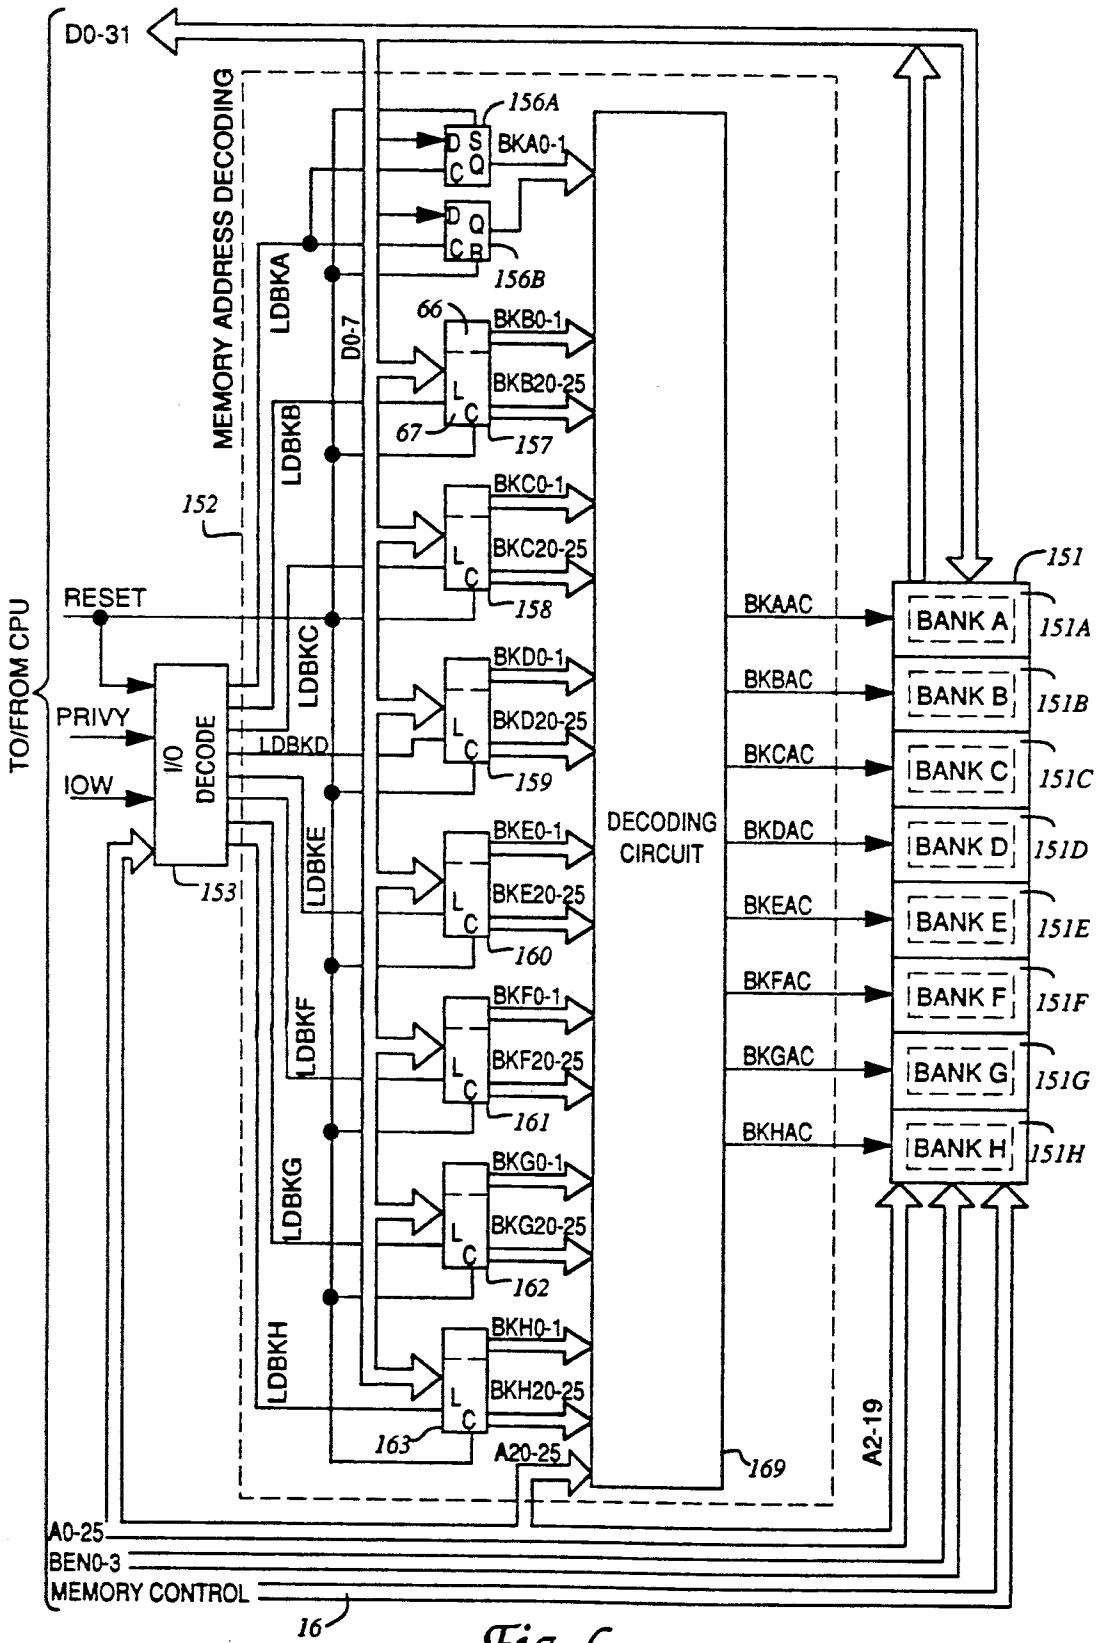 D0-31
MEMORY ADDRESS DECODING
156A
D S
Q
C
BKA0-1
D Q
C R
156B
LDBKA
D0-7
66
BKB0-1
BKB20-25
L
C
67
157
LDBKB
152
BKC0-1
BKC20-25
L
C
158
RESET
LDBKC
TO/FROM CPU
PRIVY
IOW
I/O
DECODE
153
LDBKD
BKD0-1
BKD20-25
L
C
159
LDBKE
BKE0-1
BKE20-25
L
C
160
LDBKF
BKF0-1
BKF20-25
L
C
161
LDBKG
BKG0-1
BKG20-25
L
C
162
LDBKH
BKH0-1
BKH20-25
L
C
163
A20-25
DECODING
CIRCUIT
169
BKAAC
BKBAC
BKCAC
BKDAC
BKEAC
BKFAC
BKGAC
BKHAC
151
BANK A
151A
BANK B
151B
BANK C
151C
BANK D
151D
BANK E
151E
BANK F
151F
BANK G
151G
BANK H
151H
A2-19
A0-25
BEN0-3
MEMORY CONTROL
16